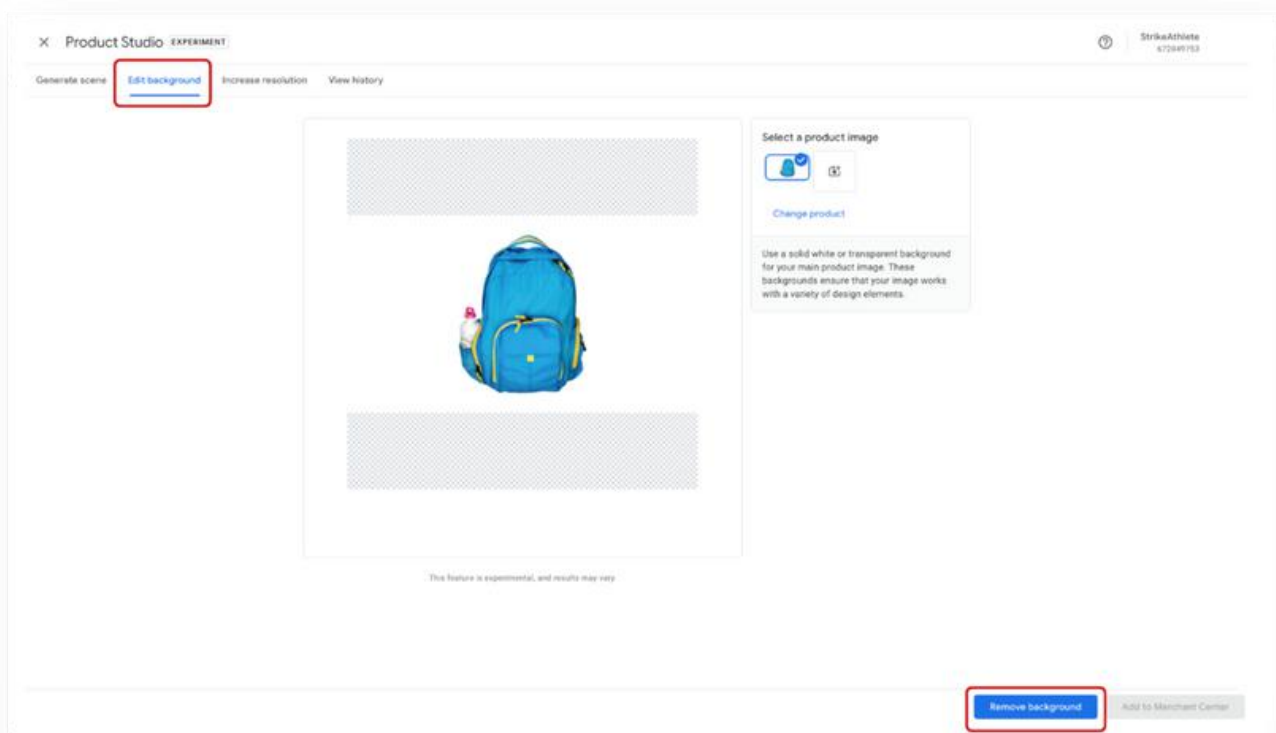 Product Studio EXPERIMENT
StrikeAthlete
672849753
Generate scene Edit background Increase resolution View history
Select a product image
Change product
Use a solid white or transparent background
for your main product image. These
backgrounds ensure that your image works
with a variety of design elements.
This feature is experimental, and results may vary
Remove background Add to Merchant Center